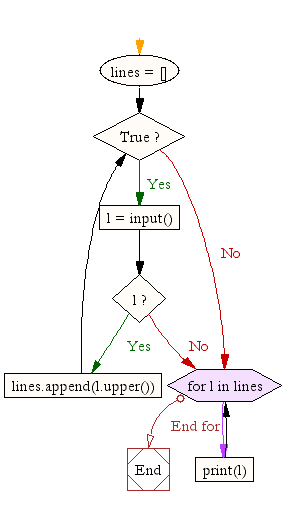 lines = []
True ?
Yes
l = input()
No
l ?
Yes
No
lines.append(l.upper())
for l in lines
End for
End
print(l)